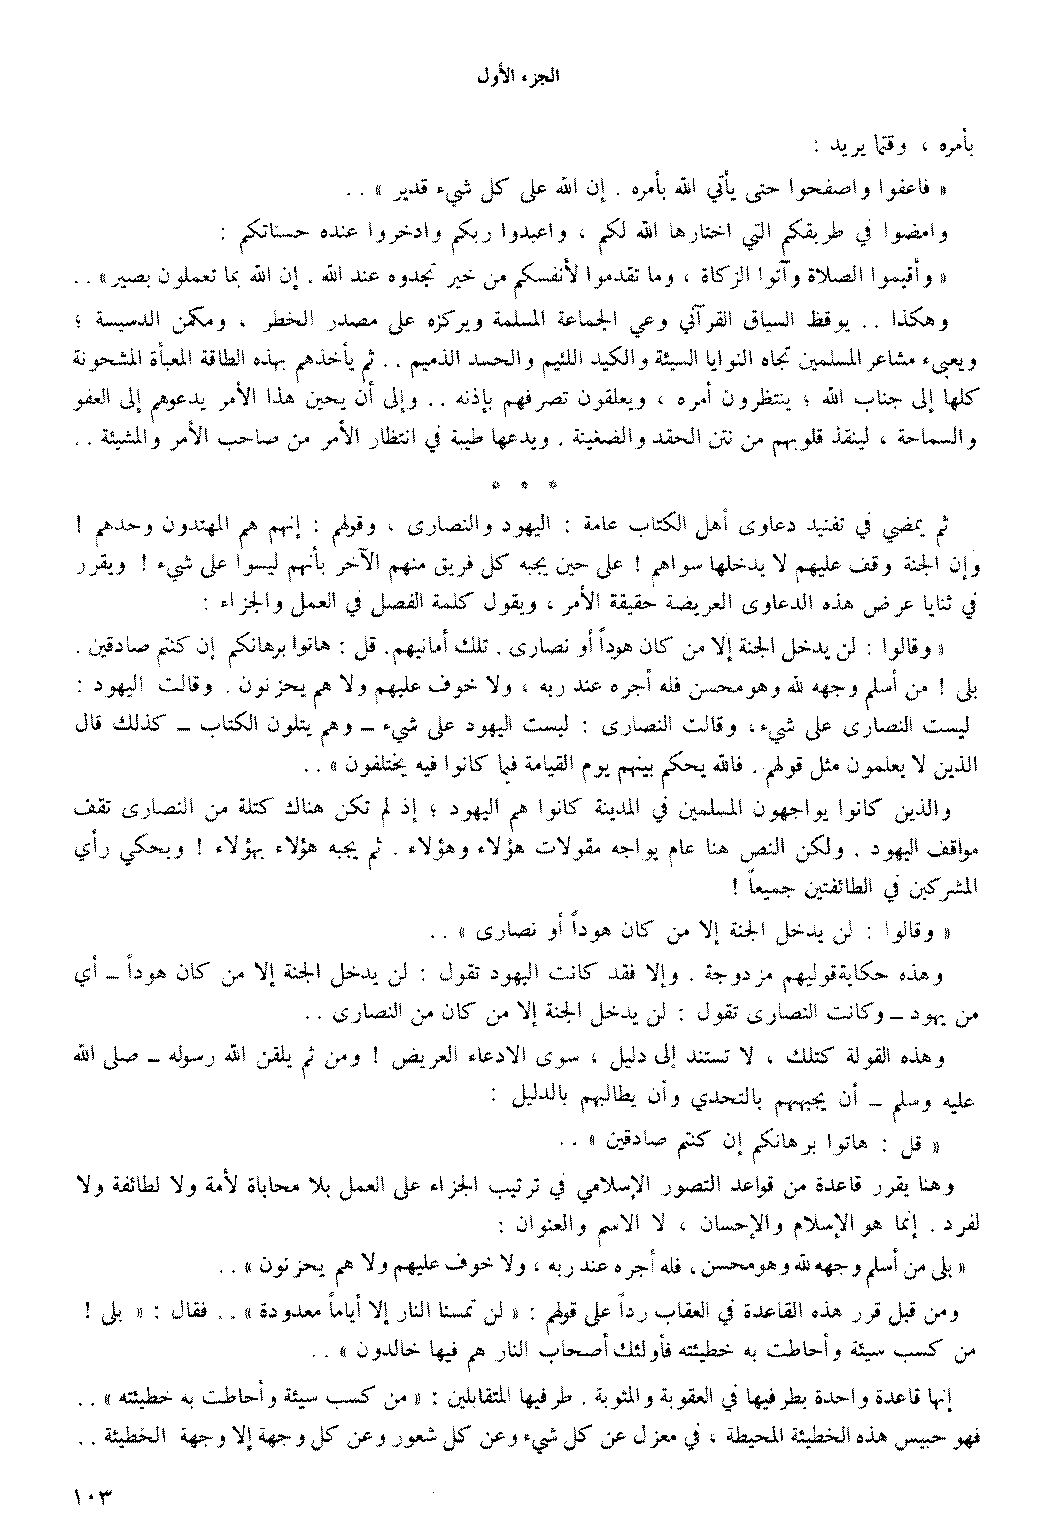 الجزء الأول
بأمره ، وقتما يريد :
« فاعفوا واصفحوا حتى يأتي الله بأمره . إن الله على كل شيء قدير » . .
وامضوا في طريقكم التي اختارها الله لكم ، واعبدوا ربكم وادخروا عنده حسناتكم :
« وأقيموا الصلاة وآتوا الزكاة ، وما تقدموا لأنفسكم من خير تجدوه عند الله . إن الله بما تعملون بصير» . .
وهكذا . . يوقظ السياق القرآني وعي الجماعة المسلمة ويركزه على مصدر الخطر ، ومكمن الدسيسة ؛
ويعبىء مشاعر المسلمين تجاه النوايا السيئة والكيد اللئيم والحسد الذميم . . ثم يأخذهم بهذه الطاقة المعبأة المشحونة
كلها إلى جناب الله ؛ ينتظرون أمره ، ويعلقون تصرفهم بإذنه . . وإلى أن يحين هذا الأمر يدعوهم إلى العفو
والسماحة ، لينقذ قلوبهم من نتن الحقد والضغينة . ويدعها طيبة في انتظار الأمر من صاحب الأمر والمشيئة . .
* * *
ثم يمضي في تفنيد دعاوى أهل الكتاب عامة : اليهود والنصارى ، وقولهم : إنهم هم المهتدون وحدهم !
وإن الجنة وقف عليهم لا يدخلها سواهم ! على حين يجبه كل فريق منهم الآخر بأنهم ليسوا على شيء ! ويقرر
في ثنايا عرض هذه الدعاوى العريضة حقيقة الأمر ، ويقول كلمة الفصل في العمل والجزاء :
« وقالوا : لن يدخل الجنة إلا من كان هوداً أو نصارى . تلك أمانيهم. قل : هاتوا برهانكم إن كنتم صادقين .
بلى ! من أسلم وجهه لله وهو محسن فله أجره عند ربه ، ولا خوف عليهم ولا هم يحزنون . وقالت اليهود :
ليست النصارى على شيء، وقالت النصارى : ليست اليهود على شيء – وهم يتلون الكتاب – كذلك قال
الذين لا يعلمون مثل قولهم. فالله يحكم بينهم يوم القيامة فيما كانوا فيه يختلفون » . .
والذين كانوا يواجهون المسلمين في المدينة كانوا هم اليهود ؛ إذ لم تكن هناك كتلة من النصارى تقف
مواقف اليهود . ولكن النص هنا عام يواجه مقولات هؤلاء وهؤلاء . ثم يجبه هؤلاء بهؤلاء ! ويحكي رأي
المشركين في الطائفتين جميعاً !
« وقالوا : لن يدخل الجنة إلا من كان هوداً أو نصارى » . .
وهذه حكاية قوليهم مزدوجة . وإلا فقد كانت اليهود تقول : لن يدخل الجنة إلا من كان هوداً – أي
من يهود – وكانت النصارى تقول : لن يدخل الجنة إلا من كان من النصارى . .
وهذه القولة كتلك ، لا تستند إلى دليل ، سوى الادعاء العريض ! ومن ثم يلقن الله رسوله – صلى الله
عليه وسلم – أن يجبههم بالتحدي وأن يطالبهم بالدليل :
« قل : هاتوا برهانكم إن كنتم صادقين » . .
وهنا يقرر قاعدة من قواعد التصور الإسلامي في ترتيب الجزاء على العمل بلا محاباة لأمة ولا لطائفة ولا
لفرد . إنما هو الإسلام والإحسان ، لا الاسم والعنوان :
« بلى من أسلم وجهه لله وهو محسن، فله أجره عند ربه ، ولا خوف عليهم ولا هم يحزنون » . .
ومن قبل قرر هذه القاعدة في العقاب رداً على قولهم : « لن تمسنا النار إلا أياماً معدودة » . . فقال : « بلى !
من كسب سيئة وأحاطت به خطيئته فأولئك أصحاب النار هم فيها خالدون » . .
إنها قاعدة واحدة بطرفيها في العقوبة والمثوبة . طرفيها المتقابلين : « من كسب سيئة وأحاطت به خطيئته » . .
فهو حبيس هذه الخطيئة المحيطة ، في معزل عن كل شيء وعن كل شعور وعن كل وجهة إلا وجهة الخطيئة . .
١٠٣